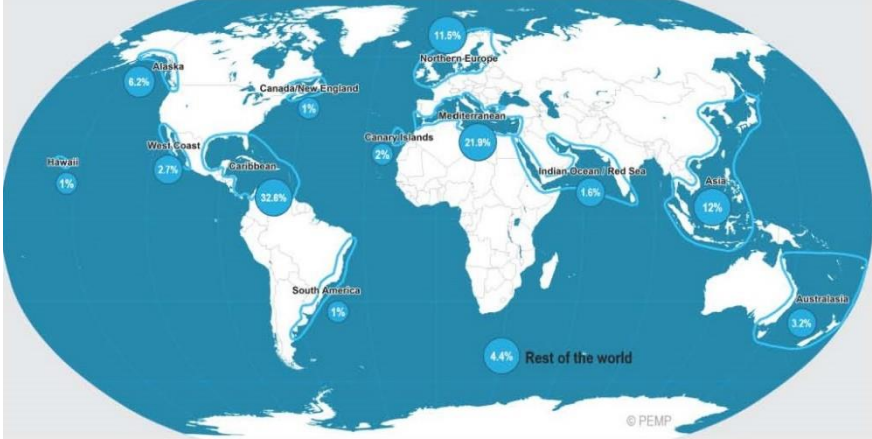 11.5%
Northern Europe
Alaska
6.2%
Canada/New England
1%
Mediterranean
21.9%
Canary Islands
2%
West Coast
2.7%
Hawaii
1%
Caribbean
32.6%
Indian Ocean / Red Sea
1.6%
Asia
12%
South America
1%
Australasia
3.2%
4.4% Rest of the world
© PEMP